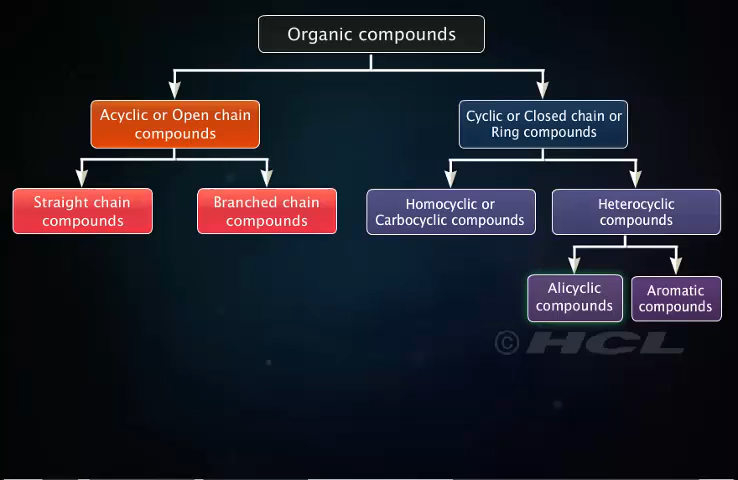 Organic compounds
Acyclic or Open chain
compounds
Cyclic or Closed chain or
Ring compounds
Straight chain
compounds
Branched chain
compounds
Homocyclic or
Carbocyclic compounds
Heterocyclic
compounds
Alicyclic
compounds
Aromatic
compounds
© HCL